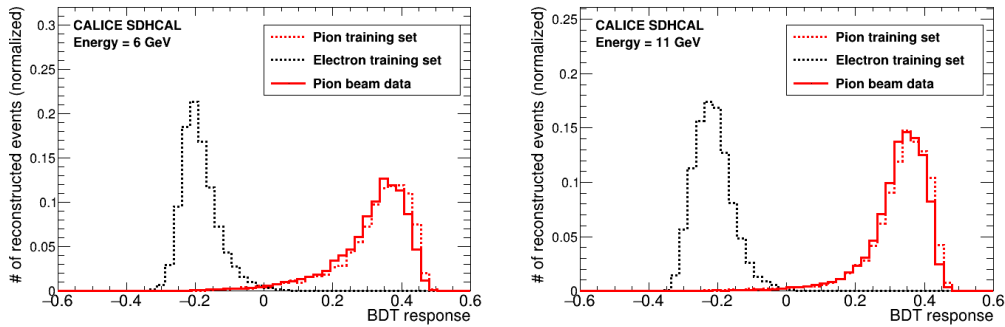 CALICE SDHCAL
Energy = 6 GeV
Pion training set
Electron training set
Pion beam data
# of reconstructed events (normalized)
0.3
0.25
0.2
0.15
0.1
0.05
0
−0.6 −0.4 −0.2 0 0.2 0.4 0.6
BDT response
CALICE SDHCAL
Energy = 11 GeV
Pion training set
Electron training set
Pion beam data
# of reconstructed events (normalized)
0.25
0.2
0.15
0.1
0.05
0
−0.6 −0.4 −0.2 0 0.2 0.4 0.6
BDT response